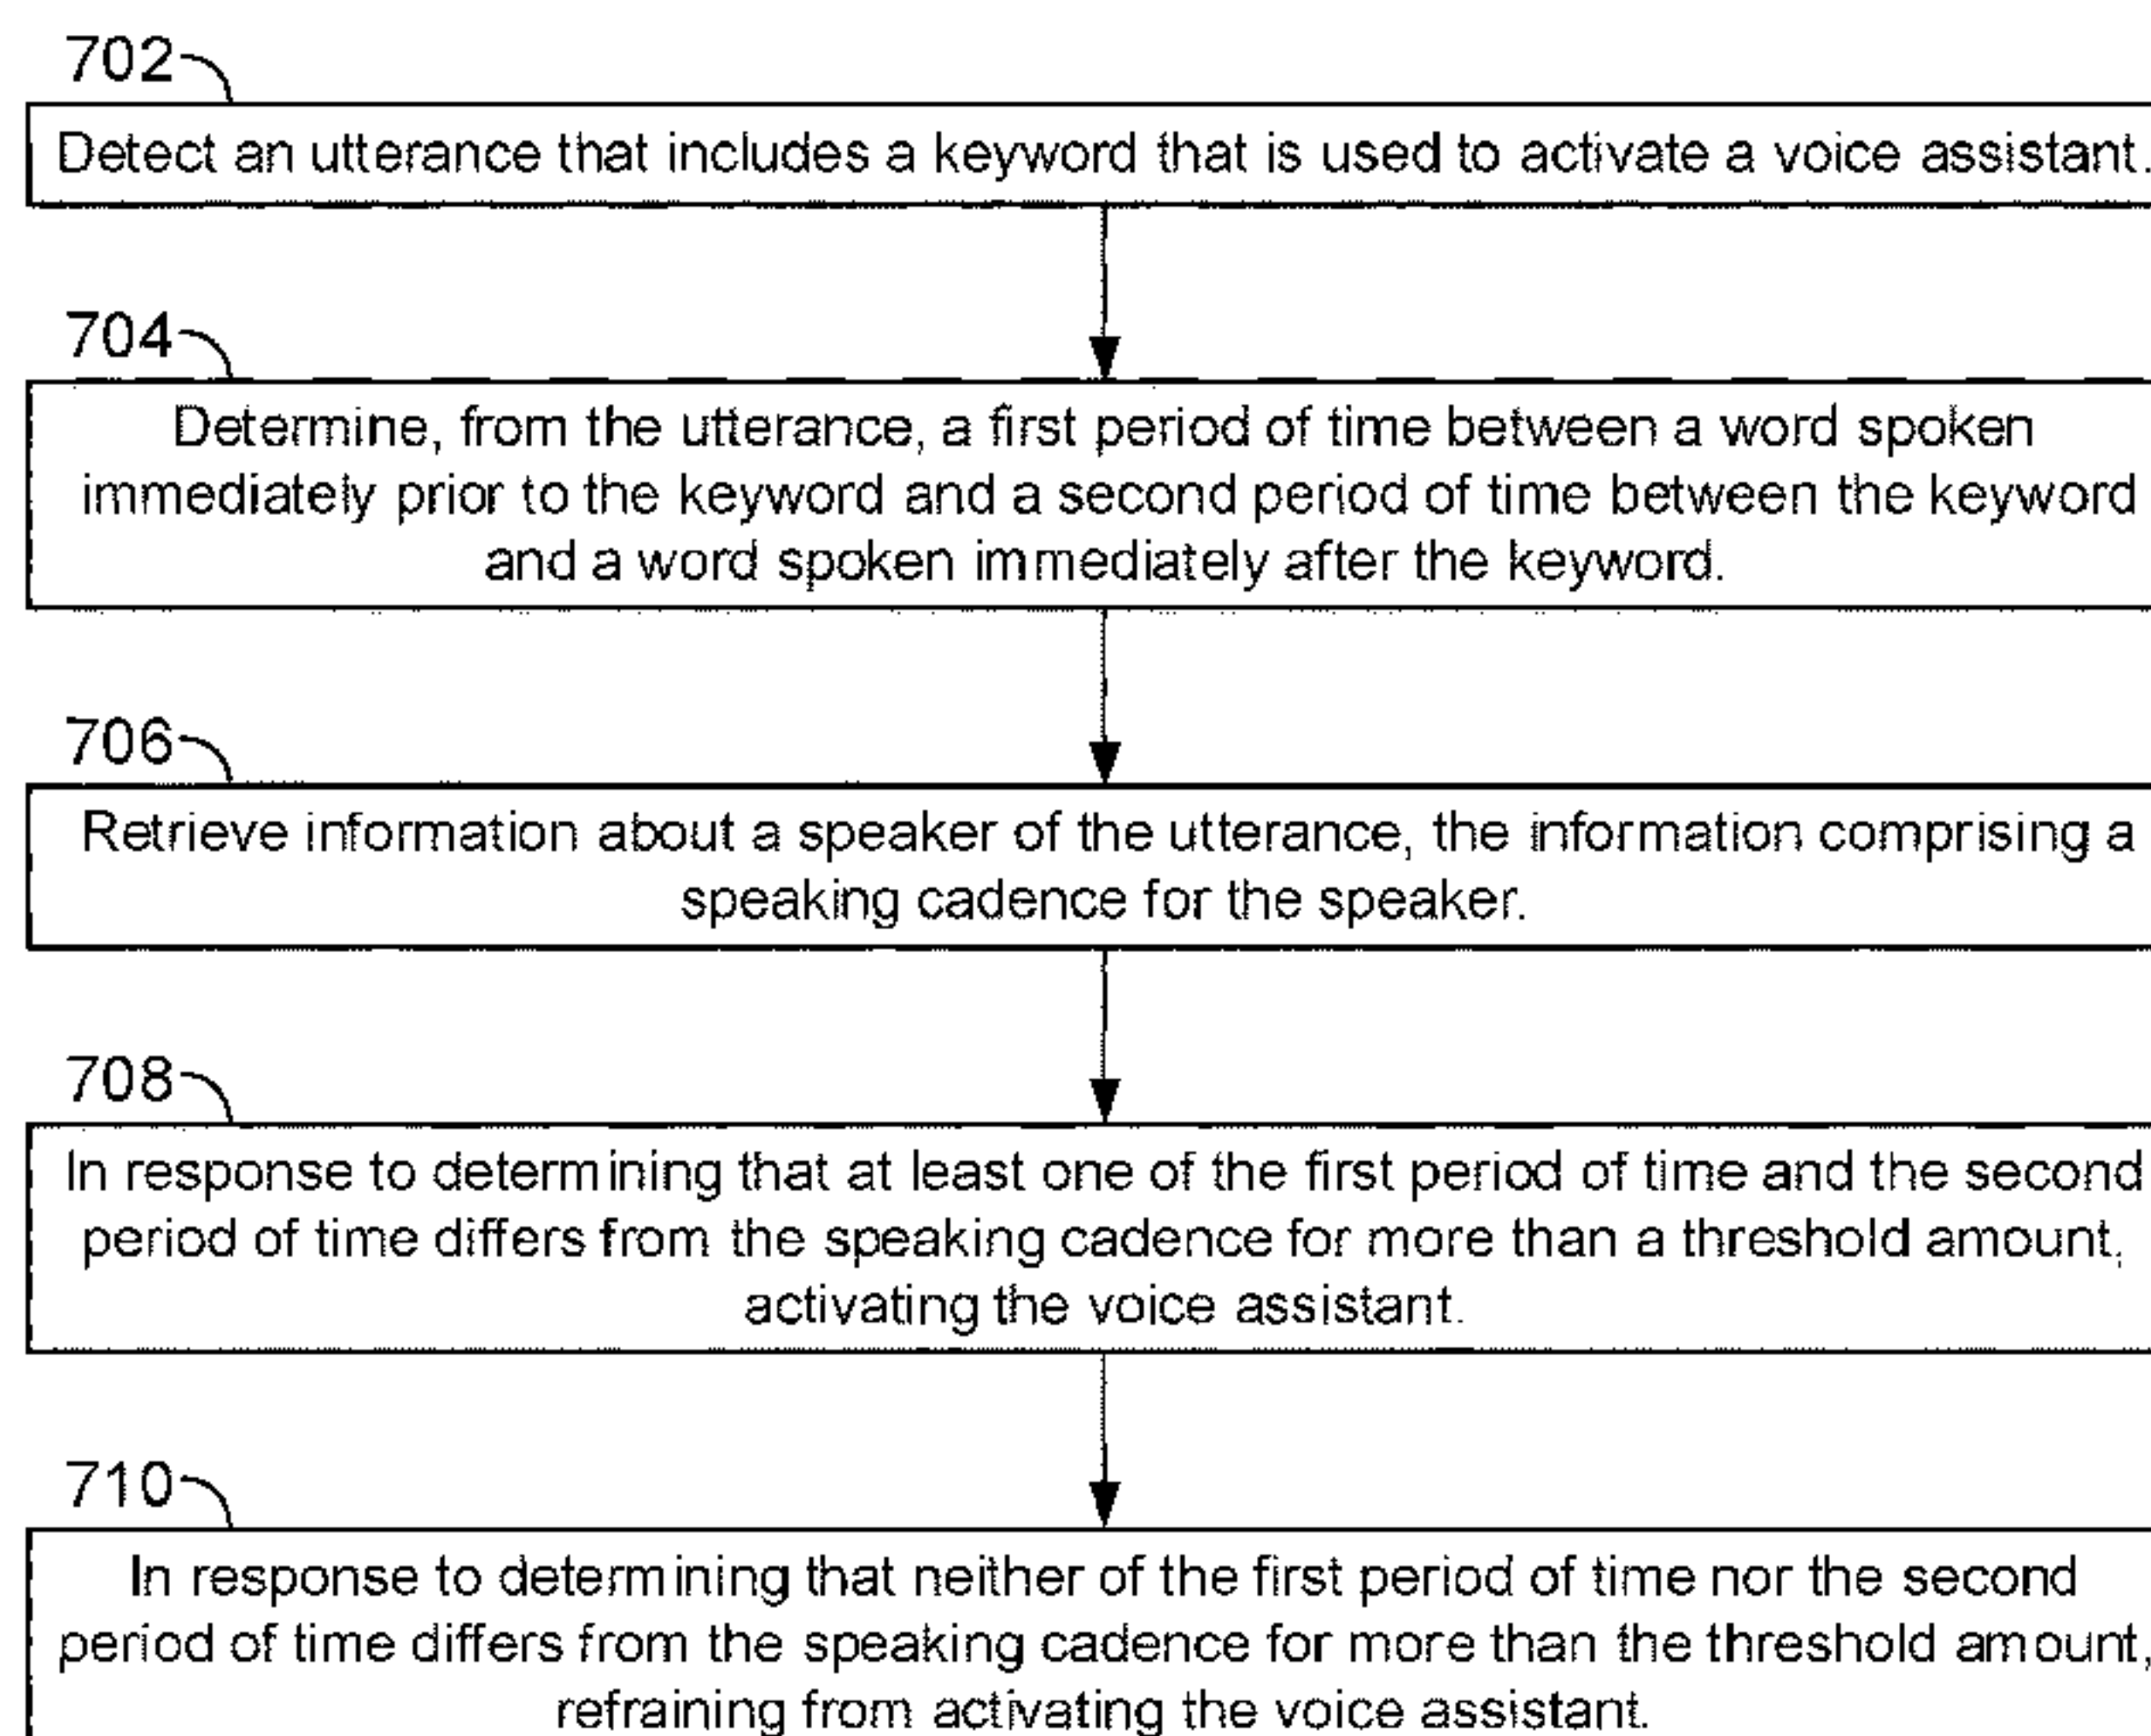 702
Detect an utterance that includes a keyword that is used to activate a voice assistant.
704
Determine, from the utterance, a first period of time between a word spoken
immediately prior to the keyword and a second period of time between the keyword
and a word spoken immediately after the keyword.
706
Retrieve information about a speaker of the utterance, the information comprising a
speaking cadence for the speaker.
708
In response to determining that at least one of the first period of time and the second
period of time differs from the speaking cadence for more than a threshold amount,
activating the voice assistant.
710
In response to determining that neither of the first period of time nor the second
period of time differs from the speaking cadence for more than the threshold amount,
refraining from activating the voice assistant.